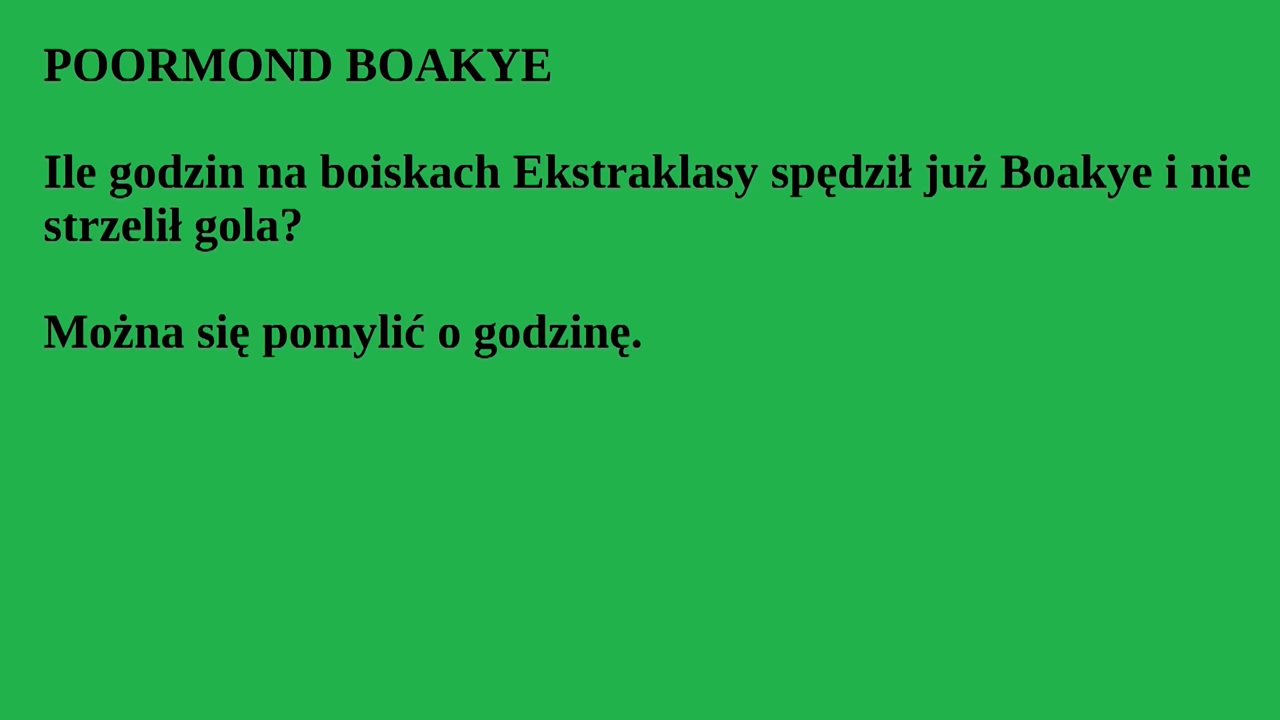 POORMOND BOAKYE
Ile godzin na boiskach Ekstraklasy spędził już Boakye i nie
strzelił gola?
Można się pomylić o godzinę.